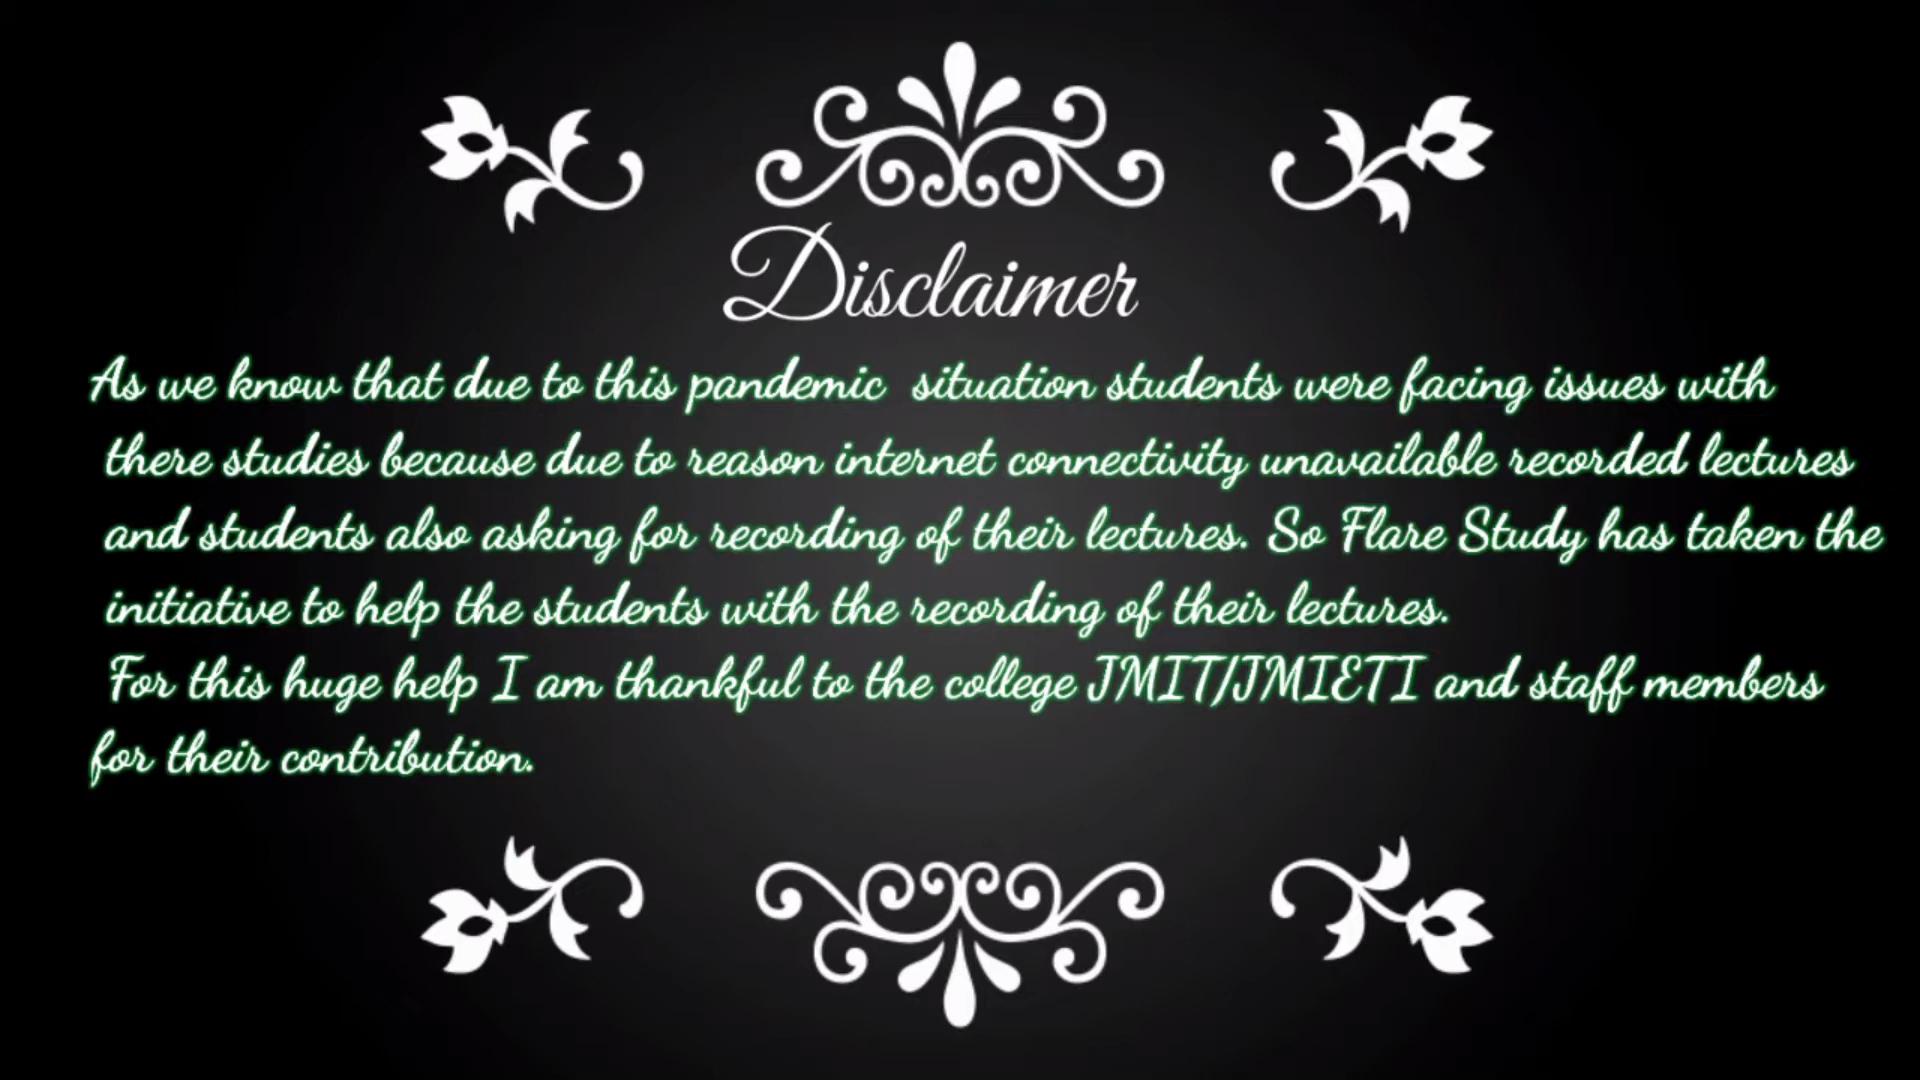 Disclaimer
As we know that due to this pandemic situation students were facing issues with
there studies because due to reason internet connectivity unavailable recorded lectures
and students also asking for recording of their lectures. So Flare Study has taken the
initiative to help the students with the recording of their lectures.
For this huge help I am thankful to the college JMIT/JMIETI and staff members
for their contribution.